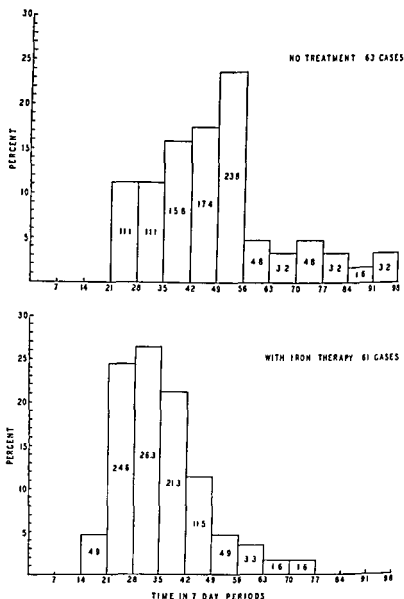 30
NO TREATMENT 63 CASES
25
20
PERCENT
15
10
5
11.1 11.1 15.8 17.4 23.8 4.8 3.2 4.8 3.2 1.6 3.2
7 14 21 28 35 42 49 56 63 70 77 84 91 98
30
WITH IRON THERAPY 61 CASES
25
20
PERCENT
15
10
5
4.9 24.6 26.3 21.3 11.5 4.9 3.3 1.6 1.6
7 14 21 28 35 42 49 56 63 70 77 84 91 98
TIME IN 7 DAY PERIODS